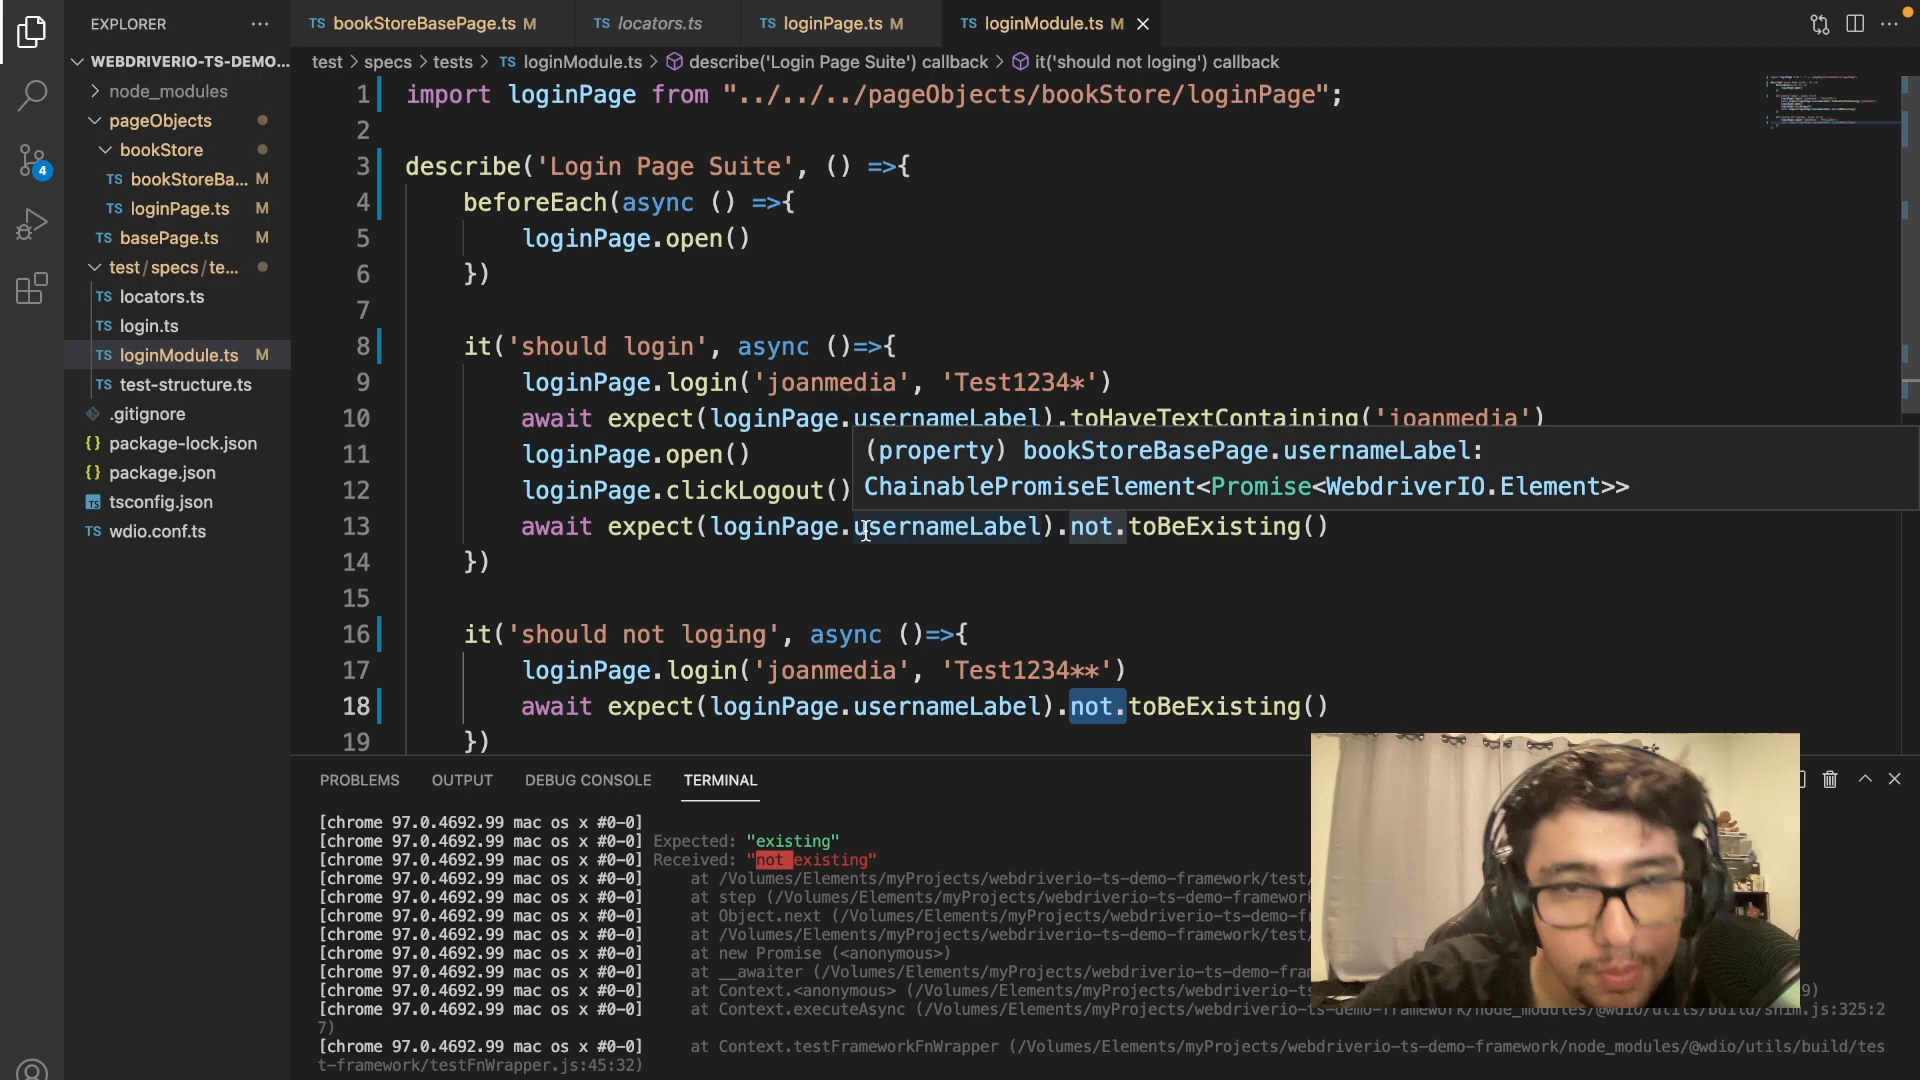 EXPLORER
WEBDRIVERIO-TS-DEMO...
node_modules
pageObjects
bookStore
TS bookStoreBa... M
TS loginPage.ts M
TS basePage.ts M
test/specs/te...
TS locators.ts
TS login.ts
TS loginModule.ts M
TS test-structure.ts
.gitignore
{} package-lock.json
{} package.json
TS tsconfig.json
TS wdio.conf.ts
4
TS bookStoreBasePage.ts M
TS locators.ts
TS loginPage.ts M
TS loginModule.ts M
test > specs > tests > TS loginModule.ts > describe('Login Page Suite') callback > it('should not loging') callback
1 import loginPage from "../../../pageObjects/bookStore/loginPage";
2
3 describe('Login Page Suite', () =>{
4 beforeEach(async () =>{
5 loginPage.open()
6 })
7
8 it('should login', async ()=>{
9 loginPage.login('joanmedia', 'Test1234*')
10 await expect(loginPage.usernameLabel).toHaveTextContaining('joanmedia')
11 loginPage.open()
12 loginPage.clickLogout()
(property) bookStoreBasePage.usernameLabel:
ChainablePromiseElement<Promise<WebdriverIO.Element>>
13 await expect(loginPage.usernameLabel).not.toBeExisting()
14 })
15
16 it('should not loging', async ()=>{
17 loginPage.login('joanmedia', 'Test1234**')
18 await expect(loginPage.usernameLabel).not.toBeExisting()
19 })
PROBLEMS OUTPUT DEBUG CONSOLE TERMINAL
[chrome 97.0.4692.99 mac os x #0-0]
[chrome 97.0.4692.99 mac os x #0-0] Expected: "existing"
[chrome 97.0.4692.99 mac os x #0-0] Received: "not existing"
[chrome 97.0.4692.99 mac os x #0-0] at /Volumes/Elements/myProjects/webdriverio-ts-demo-framework/test/
[chrome 97.0.4692.99 mac os x #0-0] at step (/Volumes/Elements/myProjects/webdriverio-ts-demo-framework
[chrome 97.0.4692.99 mac os x #0-0] at Object.next (/Volumes/Elements/myProjects/webdriverio-ts-demo-fr
[chrome 97.0.4692.99 mac os x #0-0] at /Volumes/Elements/myProjects/webdriverio-ts-demo-framework/test/
[chrome 97.0.4692.99 mac os x #0-0] at new Promise (<anonymous>)
[chrome 97.0.4692.99 mac os x #0-0] at __awaiter (/Volumes/Elements/myProjects/webdriverio-ts-demo-fra
[chrome 97.0.4692.99 mac os x #0-0] at Context.<anonymous> (/Volumes/Elements/myProjects/webdriverio-ts 9)
[chrome 97.0.4692.99 mac os x #0-0] at Context.executeAsync (/Volumes/Elements/myProjects/webdriverio-ts-demo-framework/node_modules/@wdio/utils/build/shim.js:325:2
7)
[chrome 97.0.4692.99 mac os x #0-0] at Context.testFrameworkFnWrapper (/Volumes/Elements/myProjects/webdriverio-ts-demo-framework/node_modules/@wdio/utils/build/tes
t-framework/testFnWrapper.js:45:32)